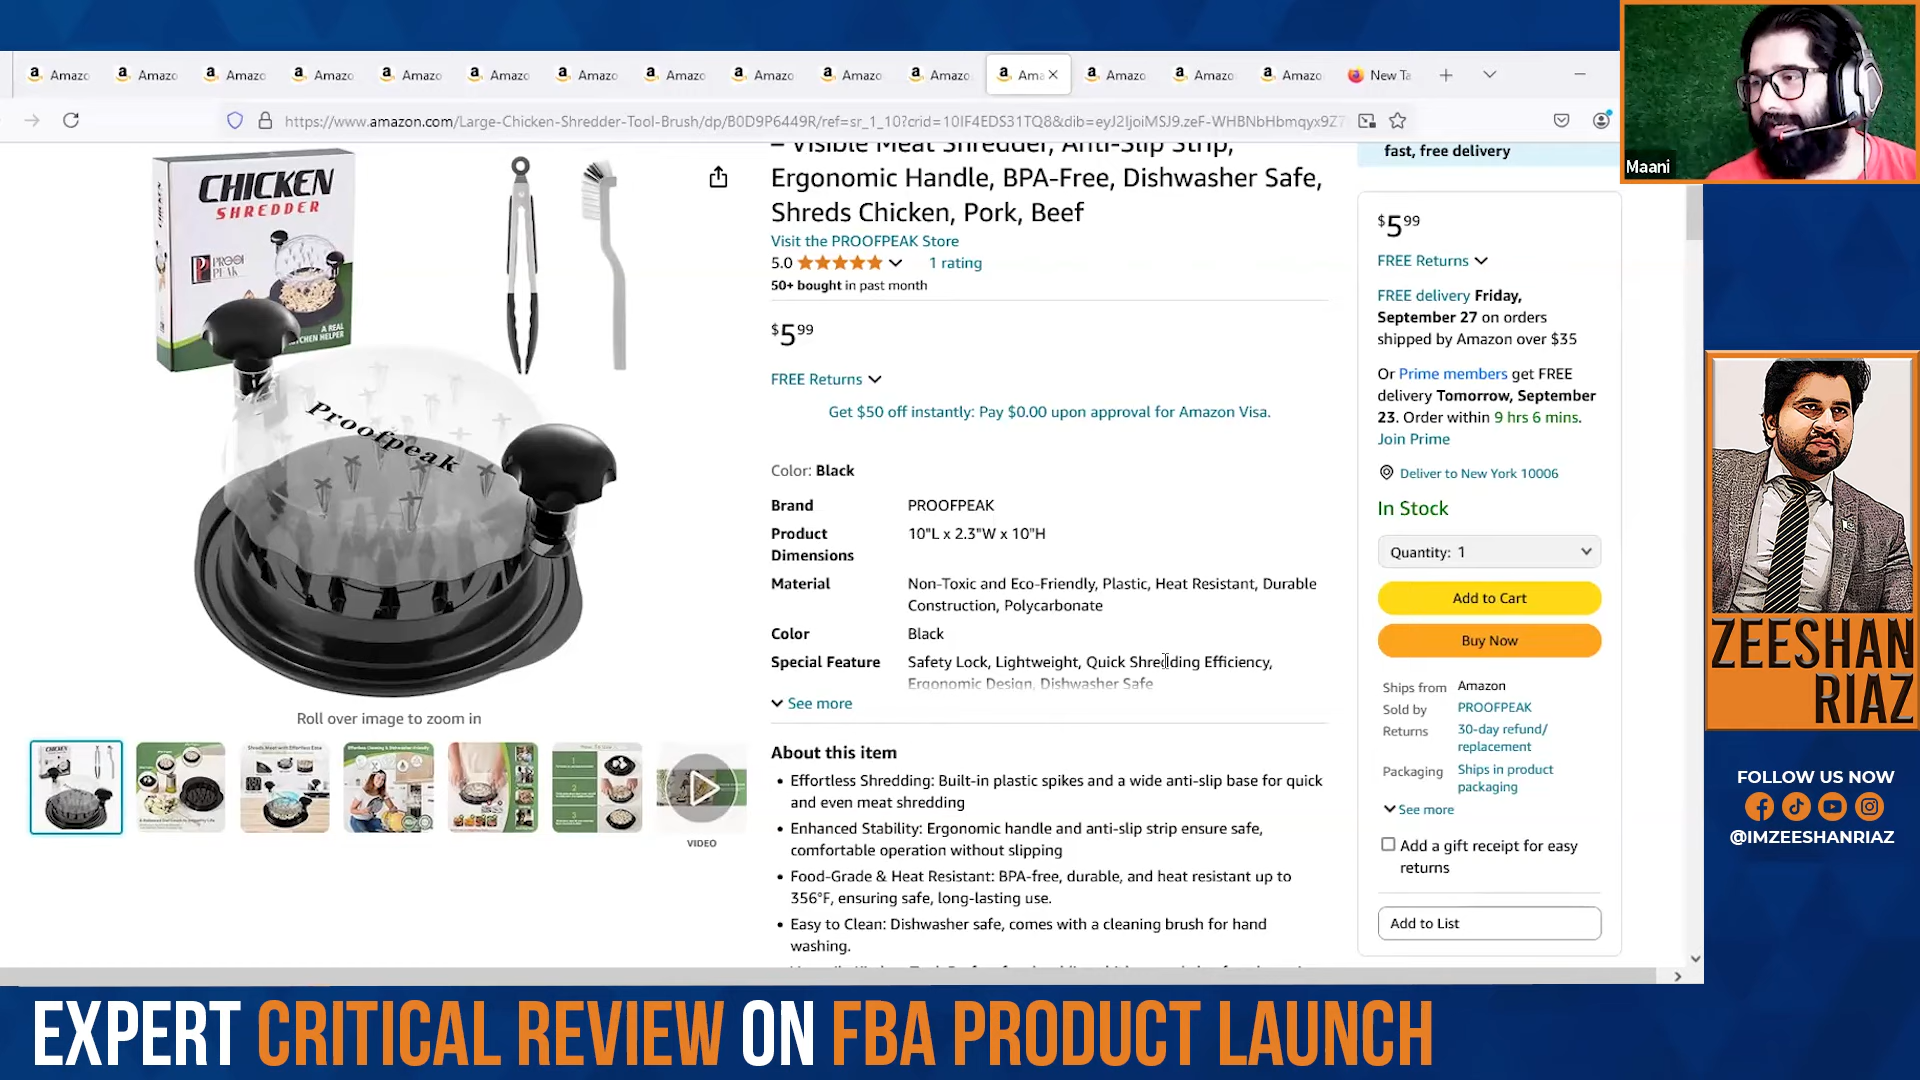 Amazo
Amazo
Amazo
Amazo
Amazo
Amazo
Amazo
Amazo
Amazo
Amazo
Amazo
Ama
Amazo
Amazo
Amazo
New Ta
https://www.amazon.com/Large-Chicken-Shredder-Tool-Brush/dp/B0D9P6449R/ref=sr_1_10?crid=10IF4EDS31TQ8&dib=eyJ2IjoiMSJ9.zeF-WHBNbHbmqyx9Z7
Maani
CHICKEN
SHREDDER
PROOF
PEAK
A REAL
KITCHEN HELPER
Proofpeak
Roll over image to zoom in
VIDEO
– Visible Meat Shredder, Anti-Slip Strip,
Ergonomic Handle, BPA-Free, Dishwasher Safe,
Shreds Chicken, Pork, Beef
Visit the PROOFPEAK Store
5.0 1 rating
50+ bought in past month
$5 99
FREE Returns
Get $50 off instantly: Pay $0.00 upon approval for Amazon Visa.
Color: Black
Brand PROOFPEAK
Product Dimensions 10"L x 2.3"W x 10"H
Material Non-Toxic and Eco-Friendly, Plastic, Heat Resistant, Durable
Construction, Polycarbonate
Color Black
Special Feature Safety Lock, Lightweight, Quick Shredding Efficiency,
Ergonomic Design, Dishwasher Safe
See more
About this item
• Effortless Shredding: Built-in plastic spikes and a wide anti-slip base for quick
and even meat shredding
• Enhanced Stability: Ergonomic handle and anti-slip strip ensure safe,
comfortable operation without slipping
• Food-Grade & Heat Resistant: BPA-free, durable, and heat resistant up to
356°F, ensuring safe, long-lasting use.
• Easy to Clean: Dishwasher safe, comes with a cleaning brush for hand
washing.
fast, free delivery
$5 99
FREE Returns
FREE delivery Friday,
September 27 on orders
shipped by Amazon over $35
Or Prime members get FREE
delivery Tomorrow, September
23. Order within 9 hrs 6 mins.
Join Prime
Deliver to New York 10006
In Stock
Quantity: 1
Add to Cart
Buy Now
Ships from Amazon
Sold by PROOFPEAK
Returns 30-day refund/
replacement
Packaging Ships in product
packaging
See more
Add a gift receipt for easy
returns
Add to List
ZEESHAN
RIAZ
FOLLOW US NOW
@IMZEESHANRIAZ
EXPERT CRITICAL REVIEW ON FBA PRODUCT LAUNCH